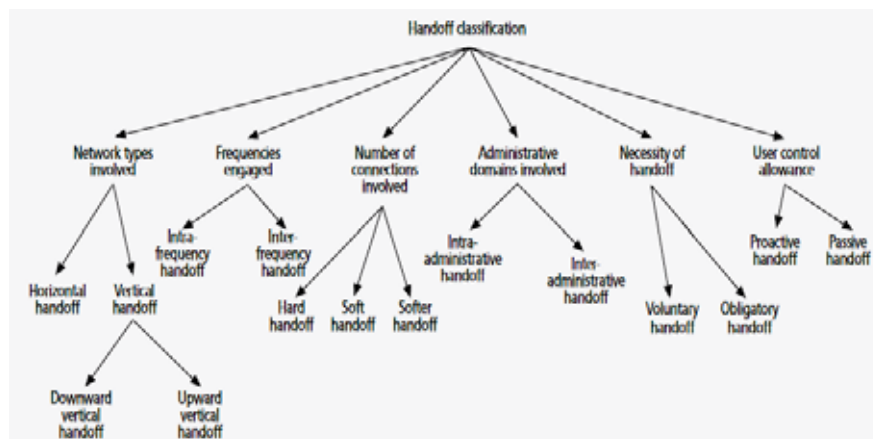 Handoff classification
Network types
involved
Frequencies
engaged
Number of
connections
involved
Administrative
domains involved
Necessity of
handoff
User control
allowance
Intra-
frequency
handoff
Inter-
frequency
handoff
Intra-
administrative
handoff
Inter-
administrative
handoff
Proactive
handoff
Passive
handoff
Horizontal
handoff
Vertical
handoff
Hard
handoff
Soft
handoff
Softer
handoff
Voluntary
handoff
Obligatory
handoff
Downward
vertical
handoff
Upward
vertical
handoff